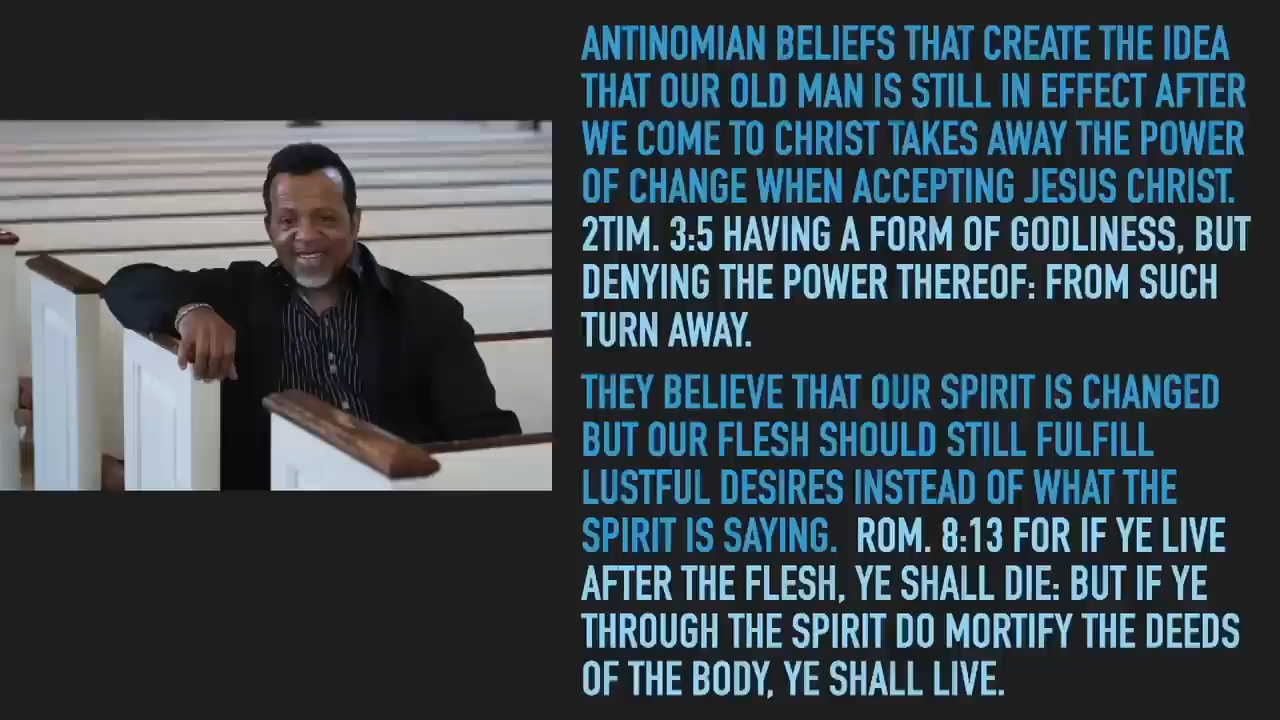 ANTINOMIAN BELIEFS THAT CREATE THE IDEA
THAT OUR OLD MAN IS STILL IN EFFECT AFTER
WE COME TO CHRIST TAKES AWAY THE POWER
OF CHANGE WHEN ACCEPTING JESUS CHRIST.
2TIM. 3:5 HAVING A FORM OF GODLINESS, BUT
DENYING THE POWER THEREOF: FROM SUCH
TURN AWAY.
THEY BELIEVE THAT OUR SPIRIT IS CHANGED
BUT OUR FLESH SHOULD STILL FULFILL
LUSTFUL DESIRES INSTEAD OF WHAT THE
SPIRIT IS SAYING. ROM. 8:13 FOR IF YE LIVE
AFTER THE FLESH, YE SHALL DIE: BUT IF YE
THROUGH THE SPIRIT DO MORTIFY THE DEEDS
OF THE BODY, YE SHALL LIVE.